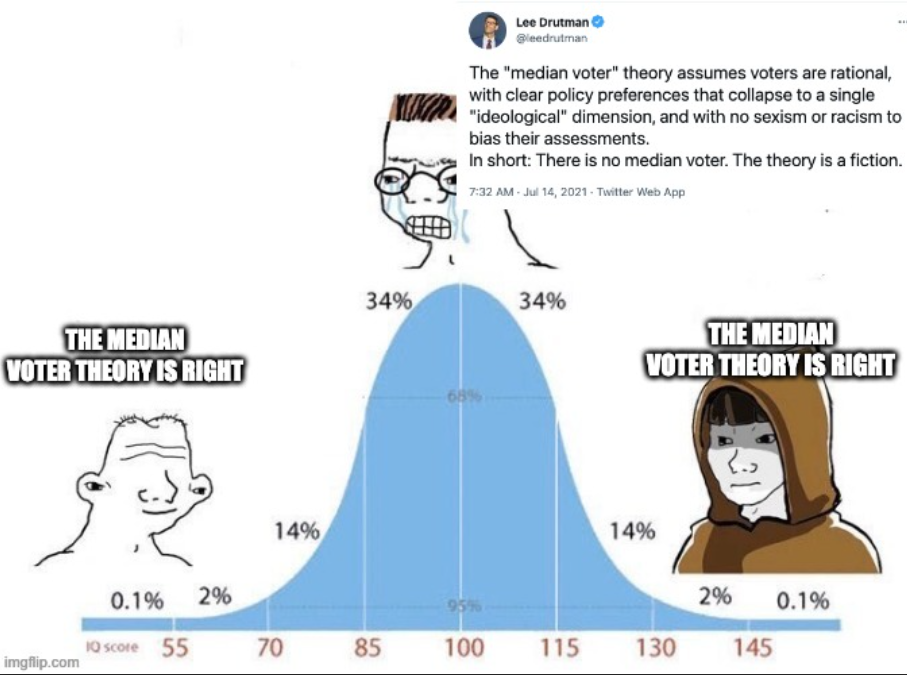 Lee Drutman
@leedrutman
The "median voter" theory assumes voters are rational,
with clear policy preferences that collapse to a single
"ideological" dimension, and with no sexism or racism to
bias their assessments.
In short: There is no median voter. The theory is a fiction.
7:32 AM · Jul 14, 2021 · Twitter Web App
34% 34%
THE MEDIAN
VOTER THEORY IS RIGHT
THE MEDIAN
VOTER THEORY IS RIGHT
68%
14% 14%
0.1% 2% 95% 2% 0.1%
IQ score 55 70 85 100 115 130 145
imgflip.com